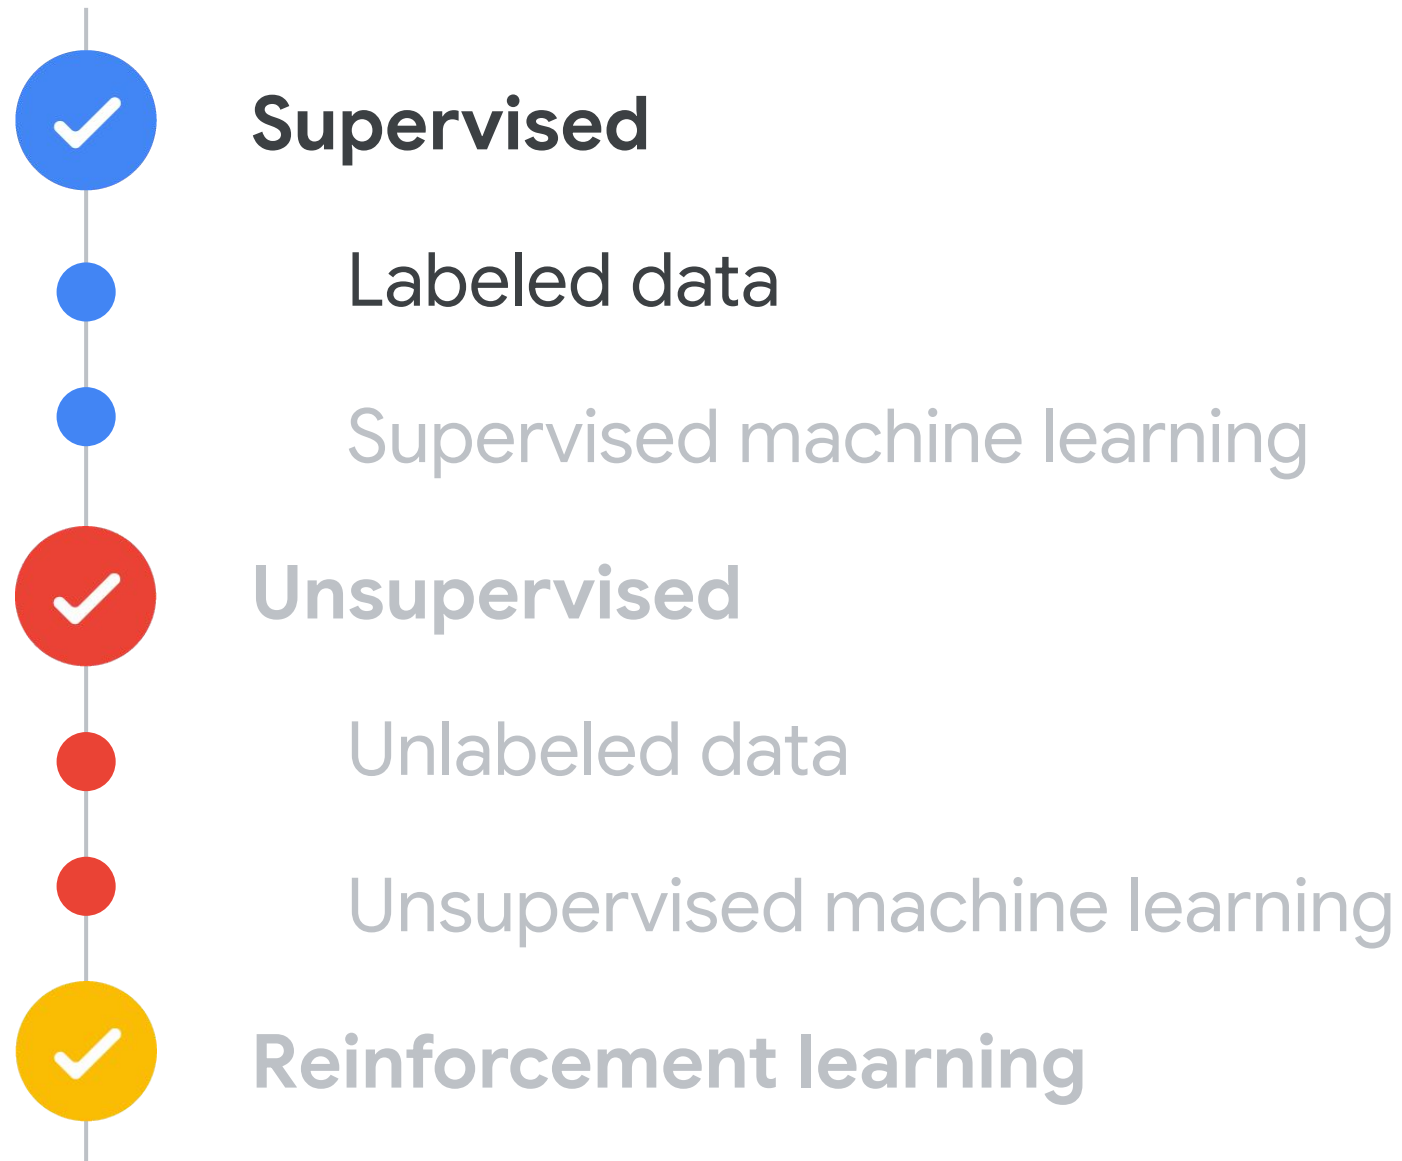 Supervised
Labeled data
Supervised machine learning
Unsupervised
Unlabeled data
Unsupervised machine learning
Reinforcement learning